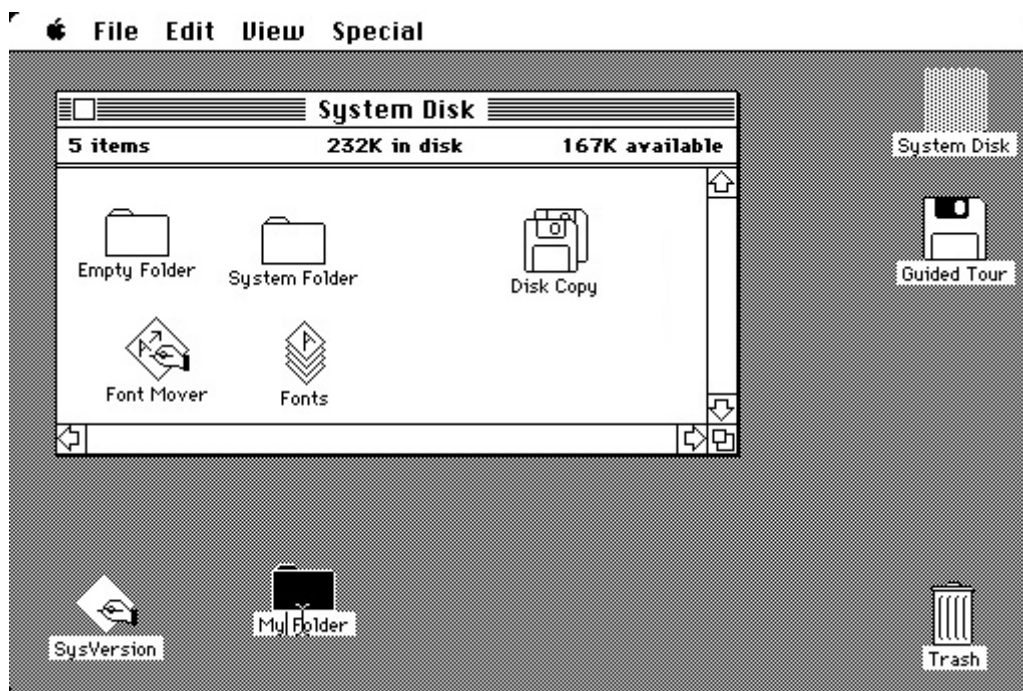 File Edit View Special
System Disk
5 items 232K in disk 167K available
System Disk
Empty Folder System Folder Disk Copy
Guided Tour
Font Mover Fonts
My Folder
SysVersion
Trash